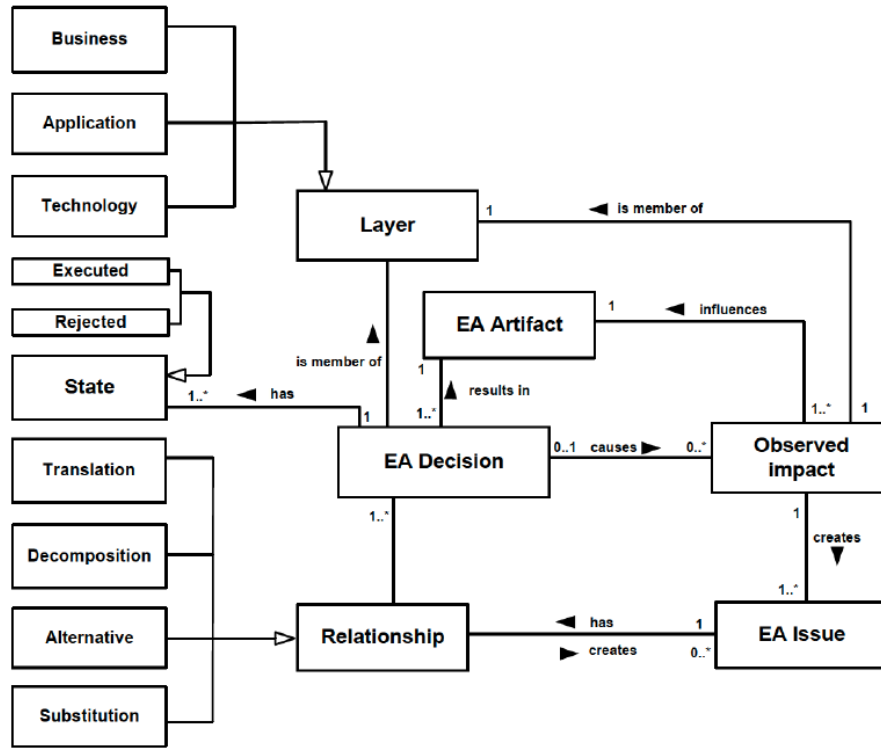 Business
Application
Technology
Layer
1
is member of
Executed
Rejected
EA Artifact
1
influences
is member of
State
1..*
has
1
1
results in
1..*
1..*
1
EA Decision
0..1
causes
0..*
Observed
impact
Translation
1..*
1
creates
Decomposition
1..*
Alternative
Relationship
has
1
creates
0..*
EA Issue
Substitution